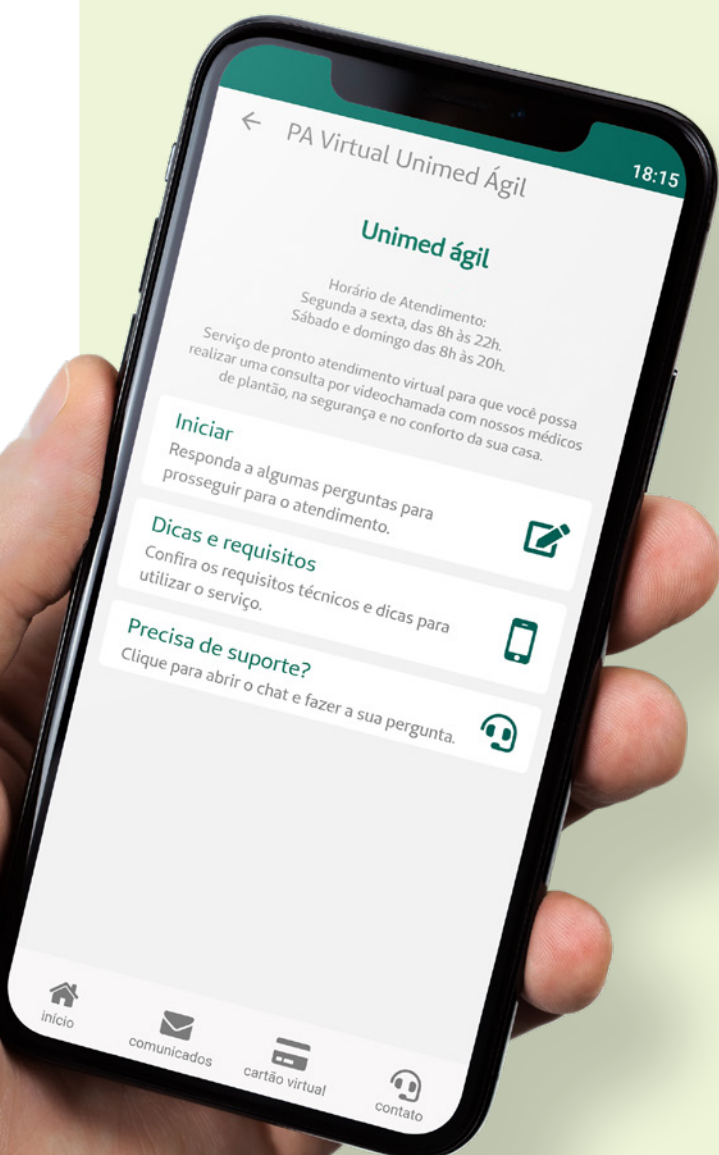 18:15
PA Virtual Unimed Ágil
Unimed ágil
Horário de Atendimento:
Segunda a sexta, das 8h às 22h.
Sábado e domingo das 8h às 20h.
Serviço de pronto atendimento virtual para que você possa
realizar uma consulta por videochamada com nossos médicos
de plantão, na segurança e no conforto da sua casa.
Iniciar
Responda a algumas perguntas para
prosseguir para o atendimento.
Dicas e requisitos
Confira os requisitos técnicos e dicas para
utilizar o serviço.
Precisa de suporte?
Clique para abrir o chat e fazer a sua pergunta.
início
comunicados
cartão virtual
contato